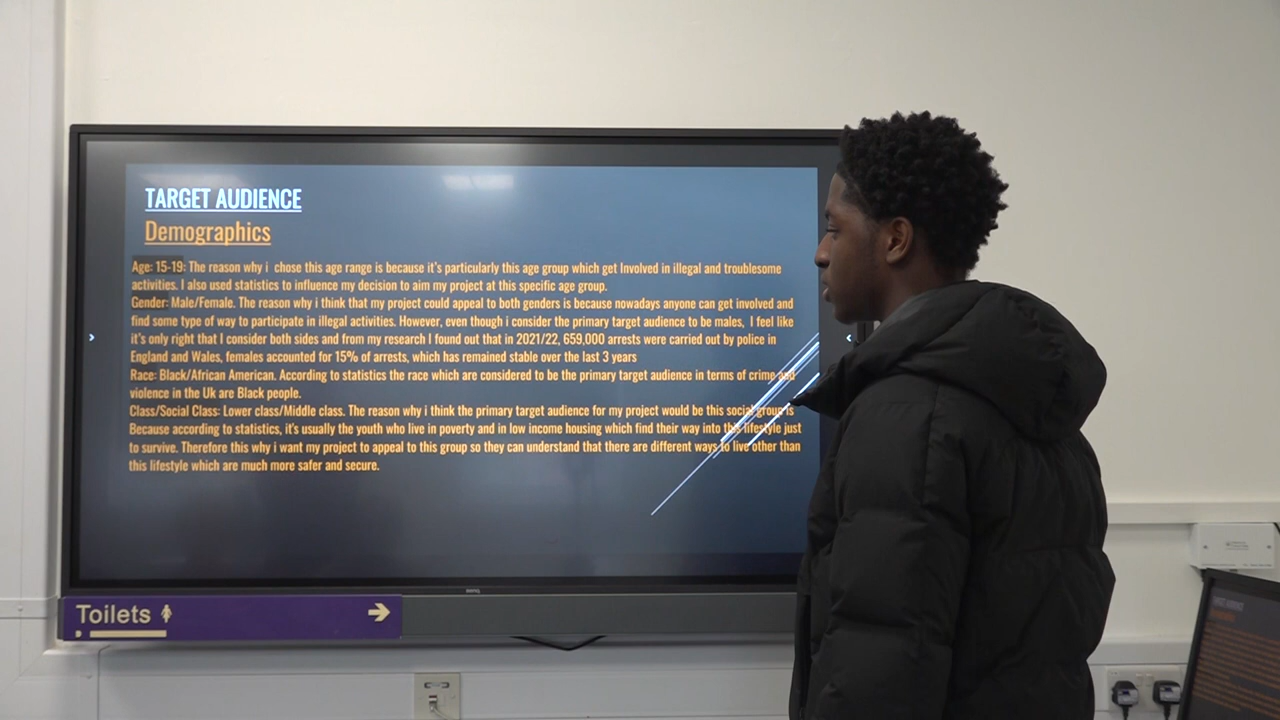 TARGET AUDIENCE
Demographics
Age: 15-19: The reason why i chose this age range is because it's particularly this age group which get Involved in illegal and troublesome
activities. I also used statistics to influence my decision to aim my project at this specific age group.
Gender: Male/Female. The reason why i think that my project could appeal to both genders is because nowadays anyone can get involved and
find some type of way to participate in illegal activities. However, even though i consider the primary target audience to be males, I feel like
it's only right that I consider both sides and from my research I found out that in 2021/22, 659,000 arrests were carried out by police in
England and Wales, females accounted for 15% of arrests, which has remained stable over the last 3 years
Race: Black/African American. According to statistics the race which are considered to be the primary target audience in terms of crime and
violence in the Uk are Black people.
Class/Social Class: Lower class/Middle class. The reason why i think the primary target audience for my project would be this social group is
Because according to statistics, it's usually the youth who live in poverty and in low income housing which find their way into this lifestyle just
to survive. Therefore this why i want my project to appeal to this group so they can understand that there are different ways to live other than
this lifestyle which are much more safer and secure.
BenQ
Toilets